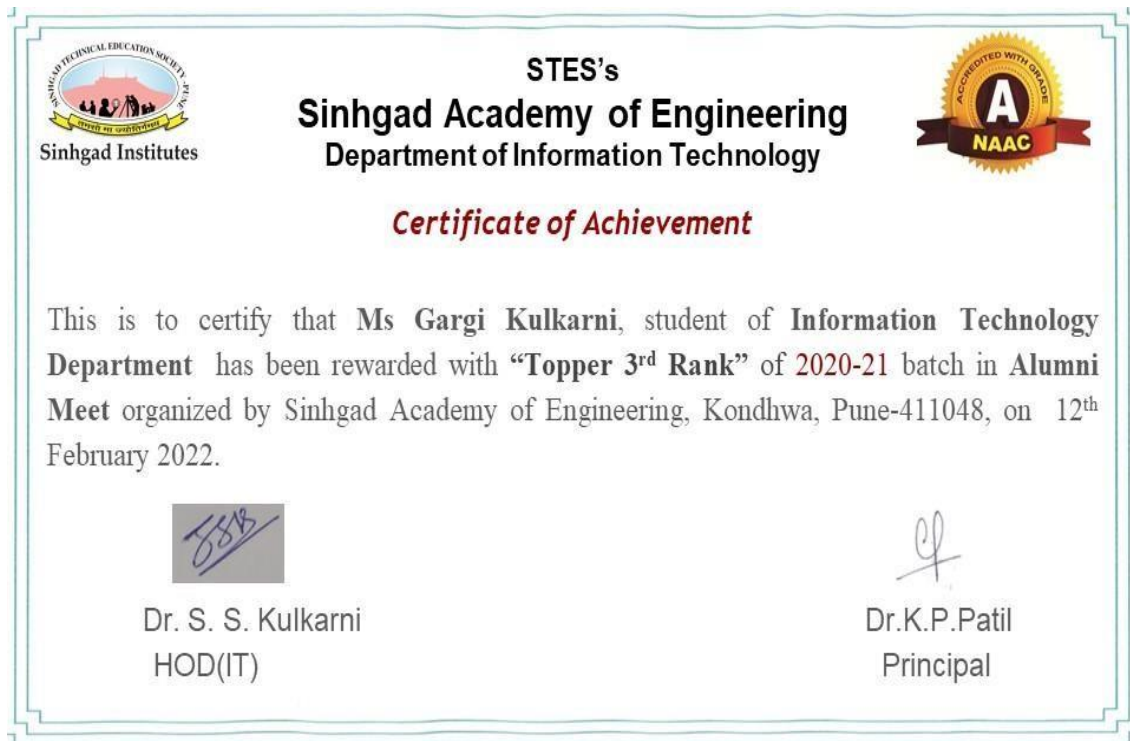 SINHGAD TECHNICAL EDUCATION SOCIETY - PUNE
तमसो मा ज्योतिर्गमय
Sinhgad Institutes
STES's
Sinhgad Academy of Engineering
Department of Information Technology
ACCREDITED WITH GRADE
A
NAAC
Certificate of Achievement
This is to certify that Ms Gargi Kulkarni, student of Information Technology
Department has been rewarded with “Topper 3rd Rank” of 2020-21 batch in Alumni
Meet organized by Sinhgad Academy of Engineering, Kondhwa, Pune-411048, on 12th
February 2022.
Dr. S. S. Kulkarni
HOD(IT)
Dr.K.P.Patil
Principal